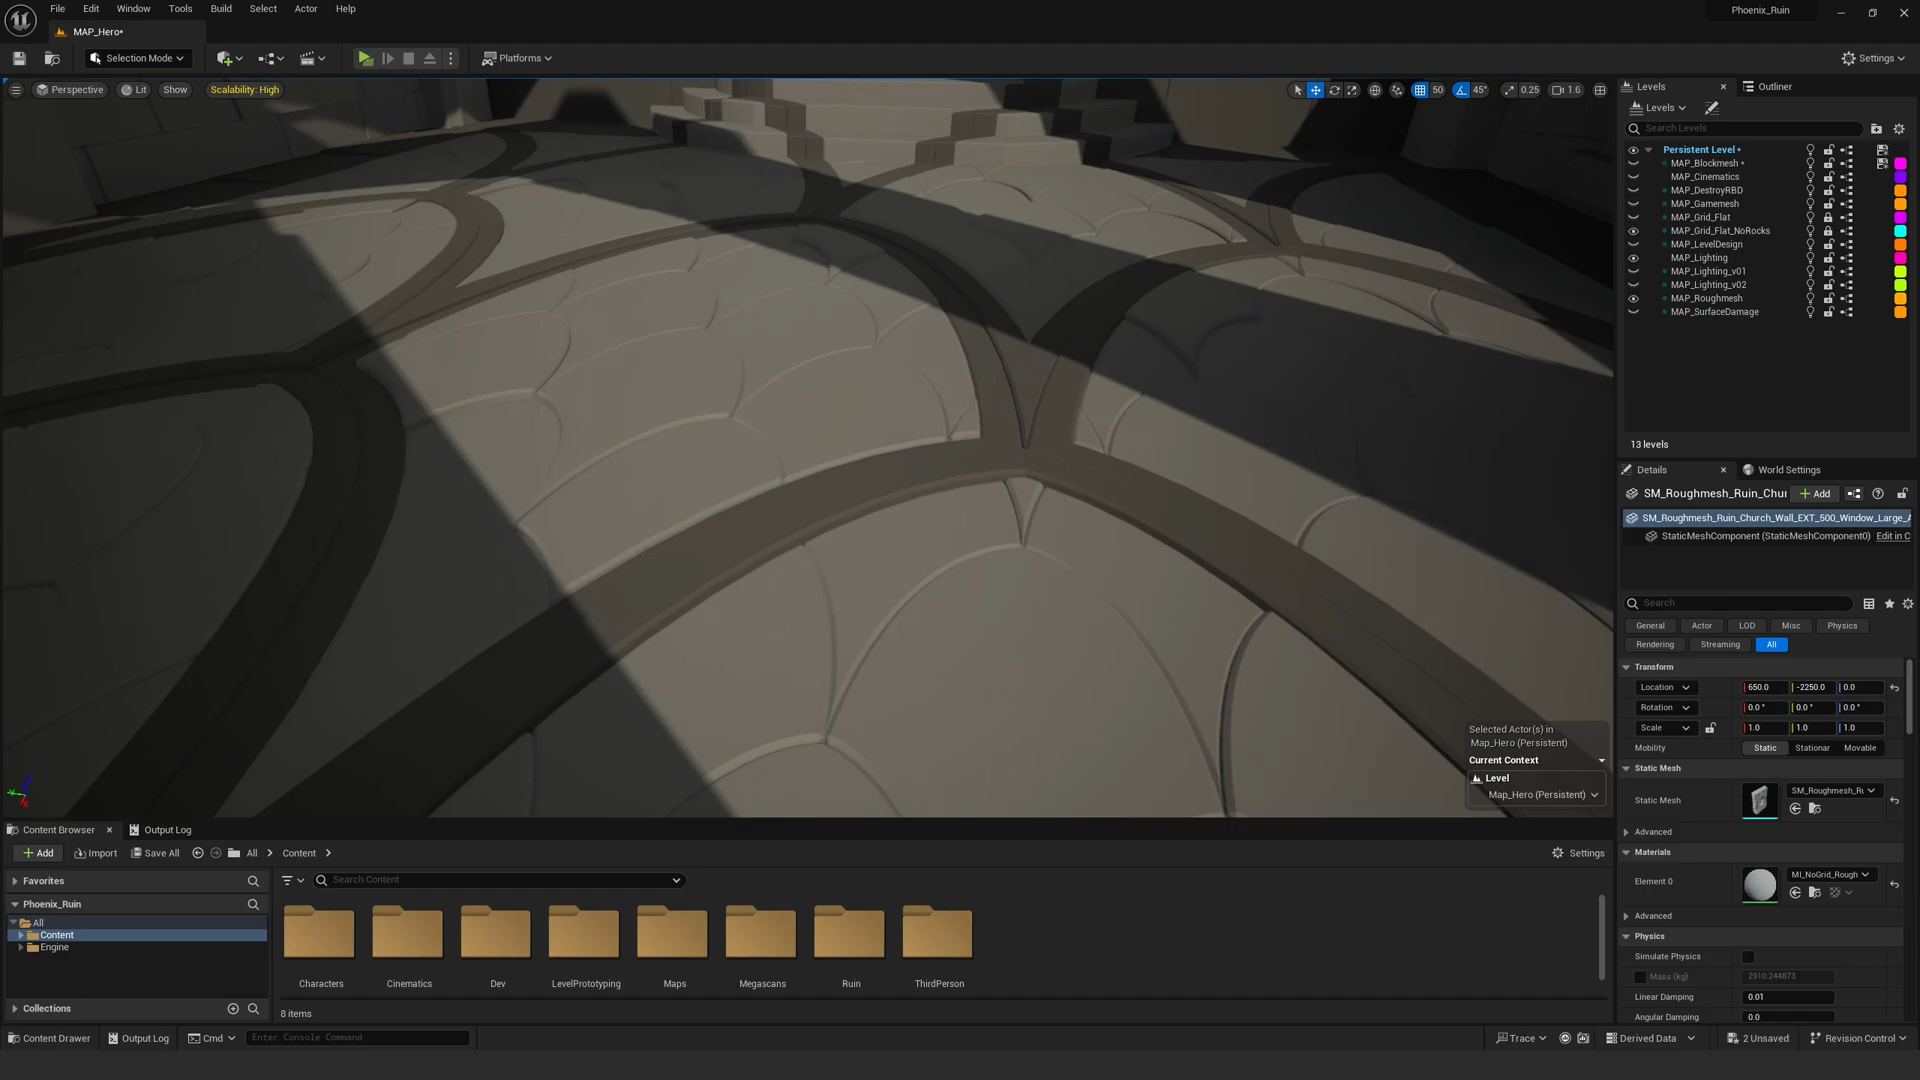 File Edit Window Tools Build Select Actor Help
Phoenix_Ruin
MAP_Hero•
Selection Mode
Platforms
Settings
Perspective Lit Show Scalability: High
50 45° 0.25 1.6
Levels
Outliner
Levels
Search Levels
Persistent Level •
MAP_Blockmesh •
MAP_Cinematics
MAP_DestroyRBD
MAP_Gamemesh
MAP_Grid_Flat
MAP_Grid_Flat_NoRocks
MAP_LevelDesign
MAP_Lighting
MAP_Lighting_v01
MAP_Lighting_v02
MAP_Roughmesh
MAP_SurfaceDamage
13 levels
Details
World Settings
SM_Roughmesh_Ruin_Chur
Add
SM_Roughmesh_Ruin_Church_Wall_EXT_500_Window_Large_A
StaticMeshComponent (StaticMeshComponent0) Edit in C
Search
General Actor LOD Misc Physics
Rendering Streaming All
Transform
Location 650.0 -2250.0 0.0
Rotation 0.0 ° 0.0 ° 0.0 °
Scale 1.0 1.0 1.0
Mobility Static Stationar Movable
Static Mesh
Static Mesh SM_Roughmesh_Ru
Advanced
Materials
Element 0 MI_NoGrid_Rough
Advanced
Physics
Simulate Physics
Mass (kg) 2910.244873
Linear Damping 0.01
Angular Damping 0.0
Selected Actor(s) in
Map_Hero (Persistent)
Current Context
Level
Map_Hero (Persistent)
Content Browser
Output Log
Add Import Save All All Content
Settings
Favorites
Phoenix_Ruin
All
Content
Engine
Collections
Search Content
Characters Cinematics Dev LevelPrototyping Maps Megascans Ruin ThirdPerson
8 items
Content Drawer Output Log Cmd Enter Console Command
Trace Derived Data 2 Unsaved Revision Control